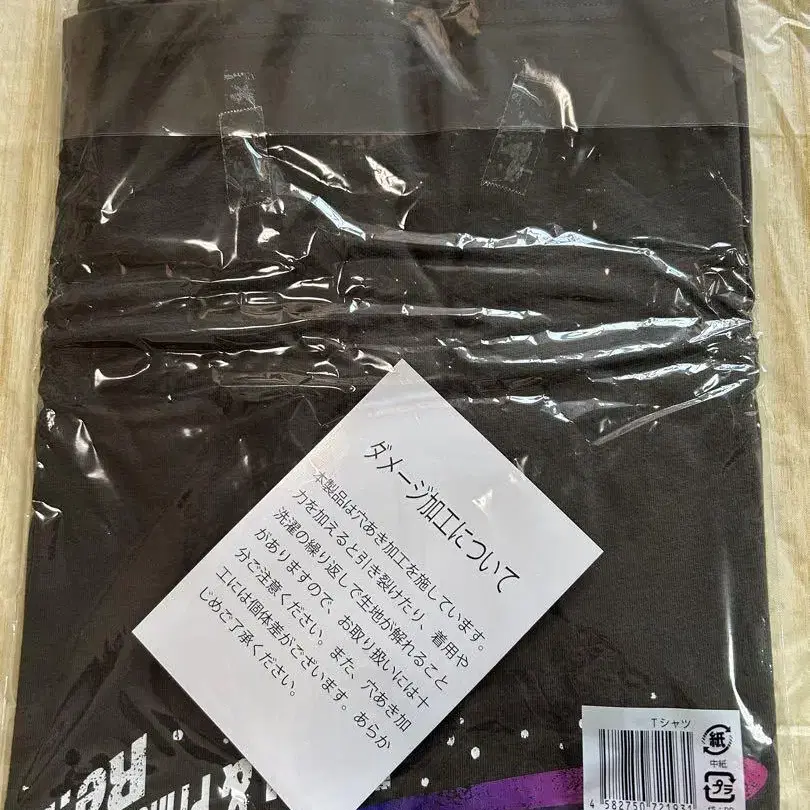 ダメージ加工について
本製品は穴あき加工を施しています。
力を加えると引き裂けたり、着用や
洗濯の繰り返しで生地が解れること
がありますので、お取り扱いには十
分ご注意ください。また、穴あき加
工には個体差がございます。あらか
じめご了承ください。
Tシャツ
紙
中紙
プラ
4 582750 721931
&